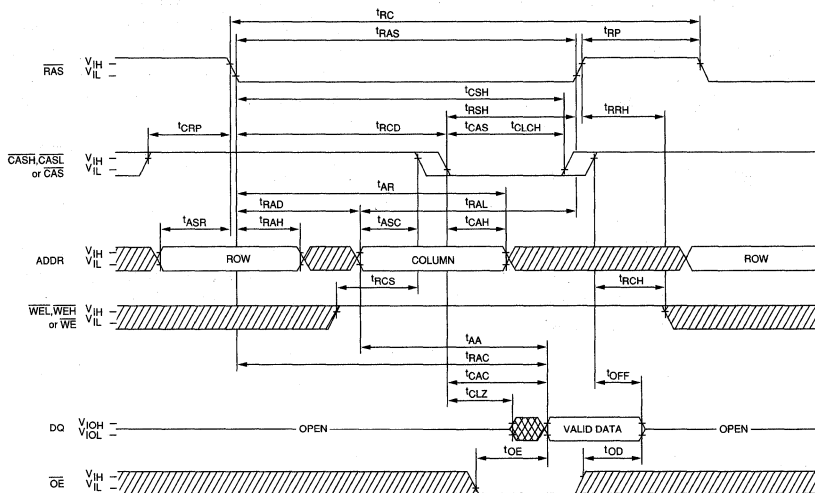 tRC
tRAS
tRP
RAS
VIH
VIL
tCSH
tRSH
tRRH
tCRP
tRCD
tCAS
tCLCH
CASH,CASL
or CAS
VIH
VIL
tAR
tRAD
tRAL
tASR
tRAH
tASC
tCAH
ADDR
VIH
VIL
ROW
COLUMN
ROW
tRCS
tRCH
WEL,WEH
or WE
VIH
VIL
tAA
tRAC
tCAC
tOFF
tCLZ
DQ
VIOH
VIOL
OPEN
VALID DATA
OPEN
tOE
tOD
OE
VIH
VIL